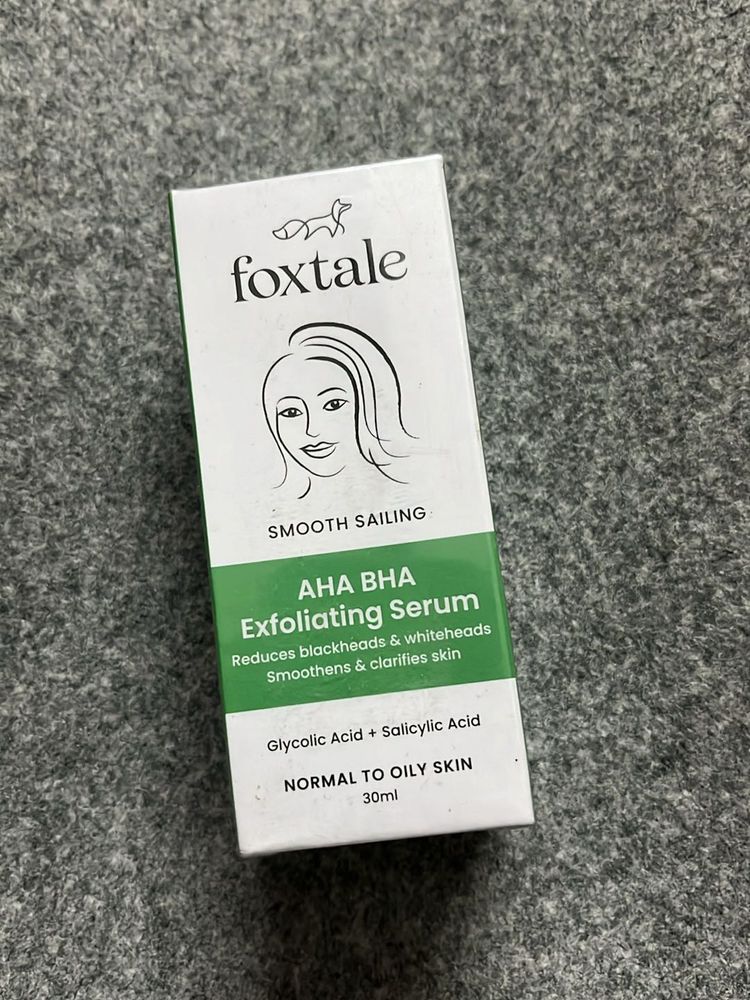 foxtale
SMOOTH SAILING
AHA BHA
Exfoliating Serum
Reduces blackheads & whiteheads
Smoothens & clarifies skin
Glycolic Acid + Salicylic Acid
NORMAL TO OILY SKIN
30ml